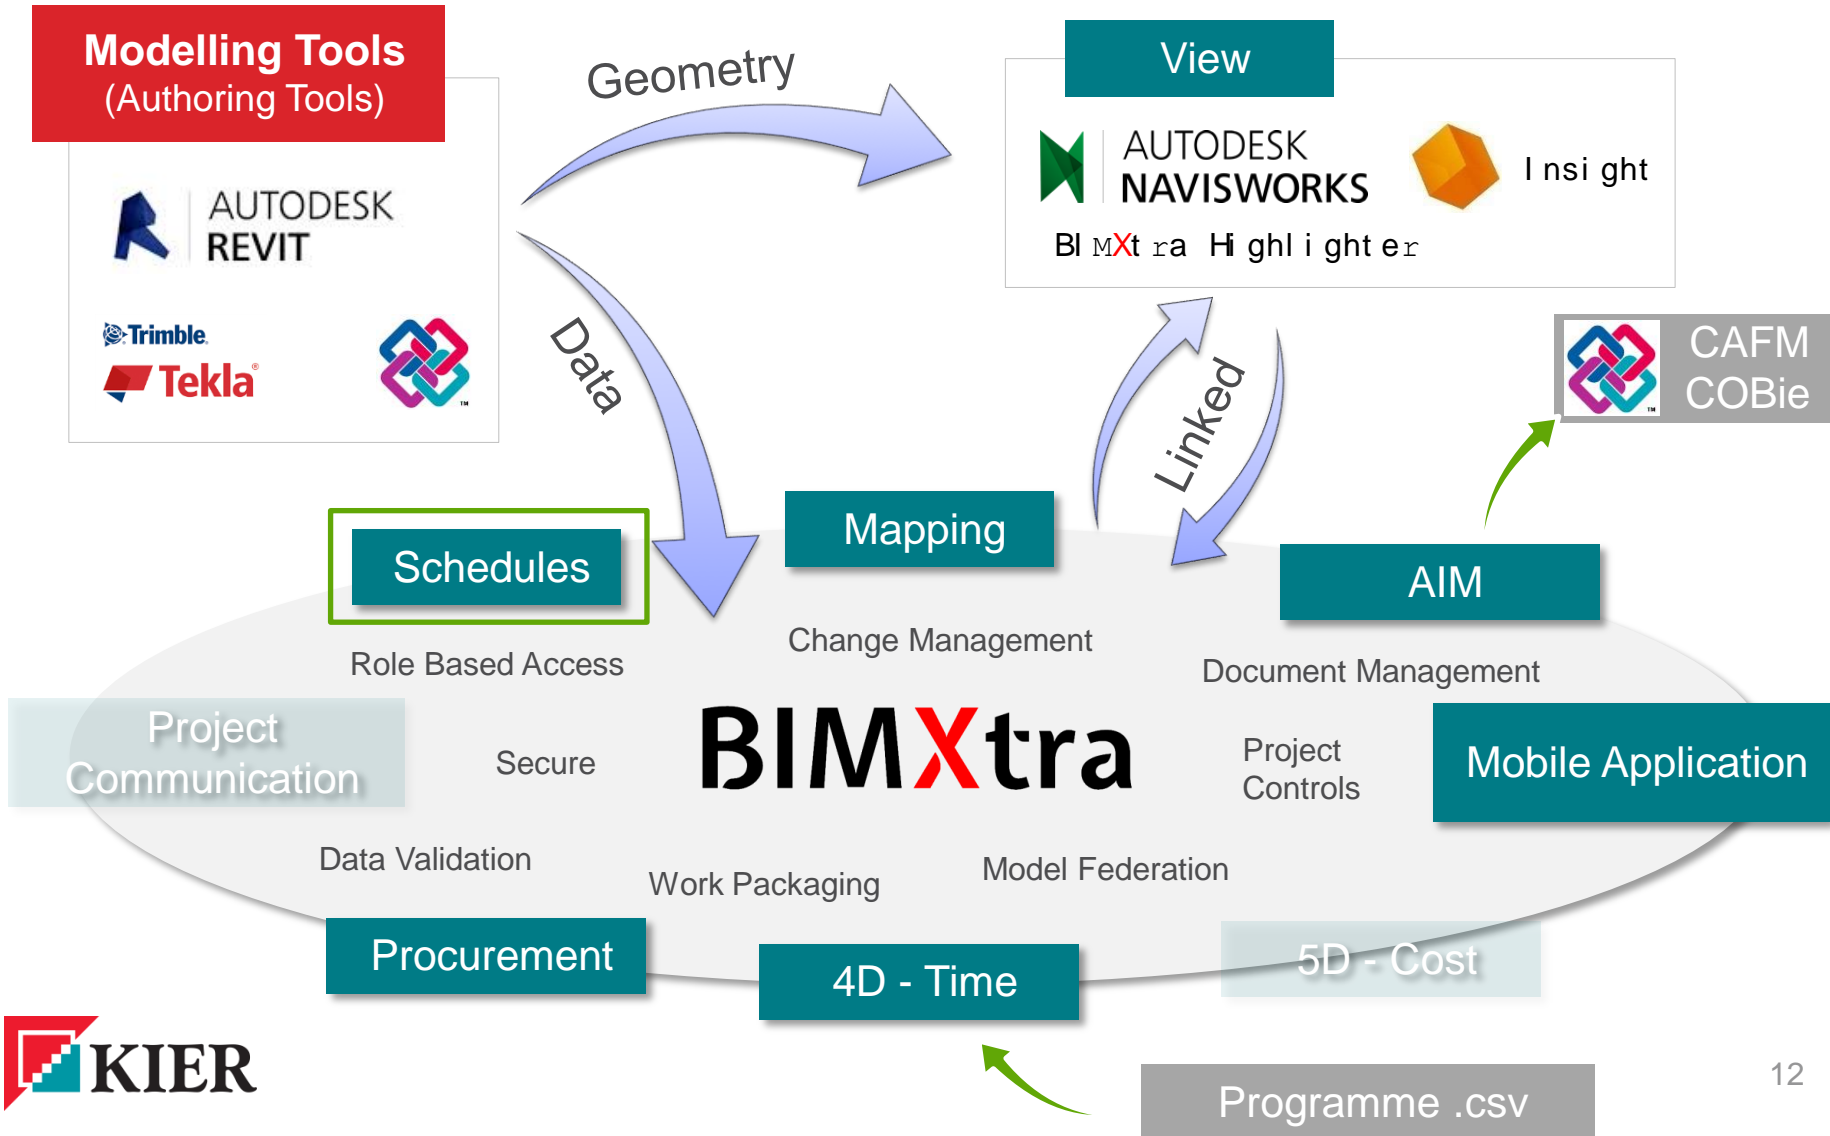 Modelling Tools
(Authoring Tools)
AUTODESK
REVIT
Trimble
Tekla
Geometry
Data
View
AUTODESK
NAVISWORKS
Insight
BIMXtra Highlighter
Linked
CAFM
COBie
Schedules
Mapping
AIM
Role Based Access
Change Management
Document Management
Project
Communication
Secure
BIMXtra
Project
Controls
Mobile Application
Data Validation
Work Packaging
Model Federation
Procurement
4D - Time
5D - Cost
KIER
Programme .csv
12